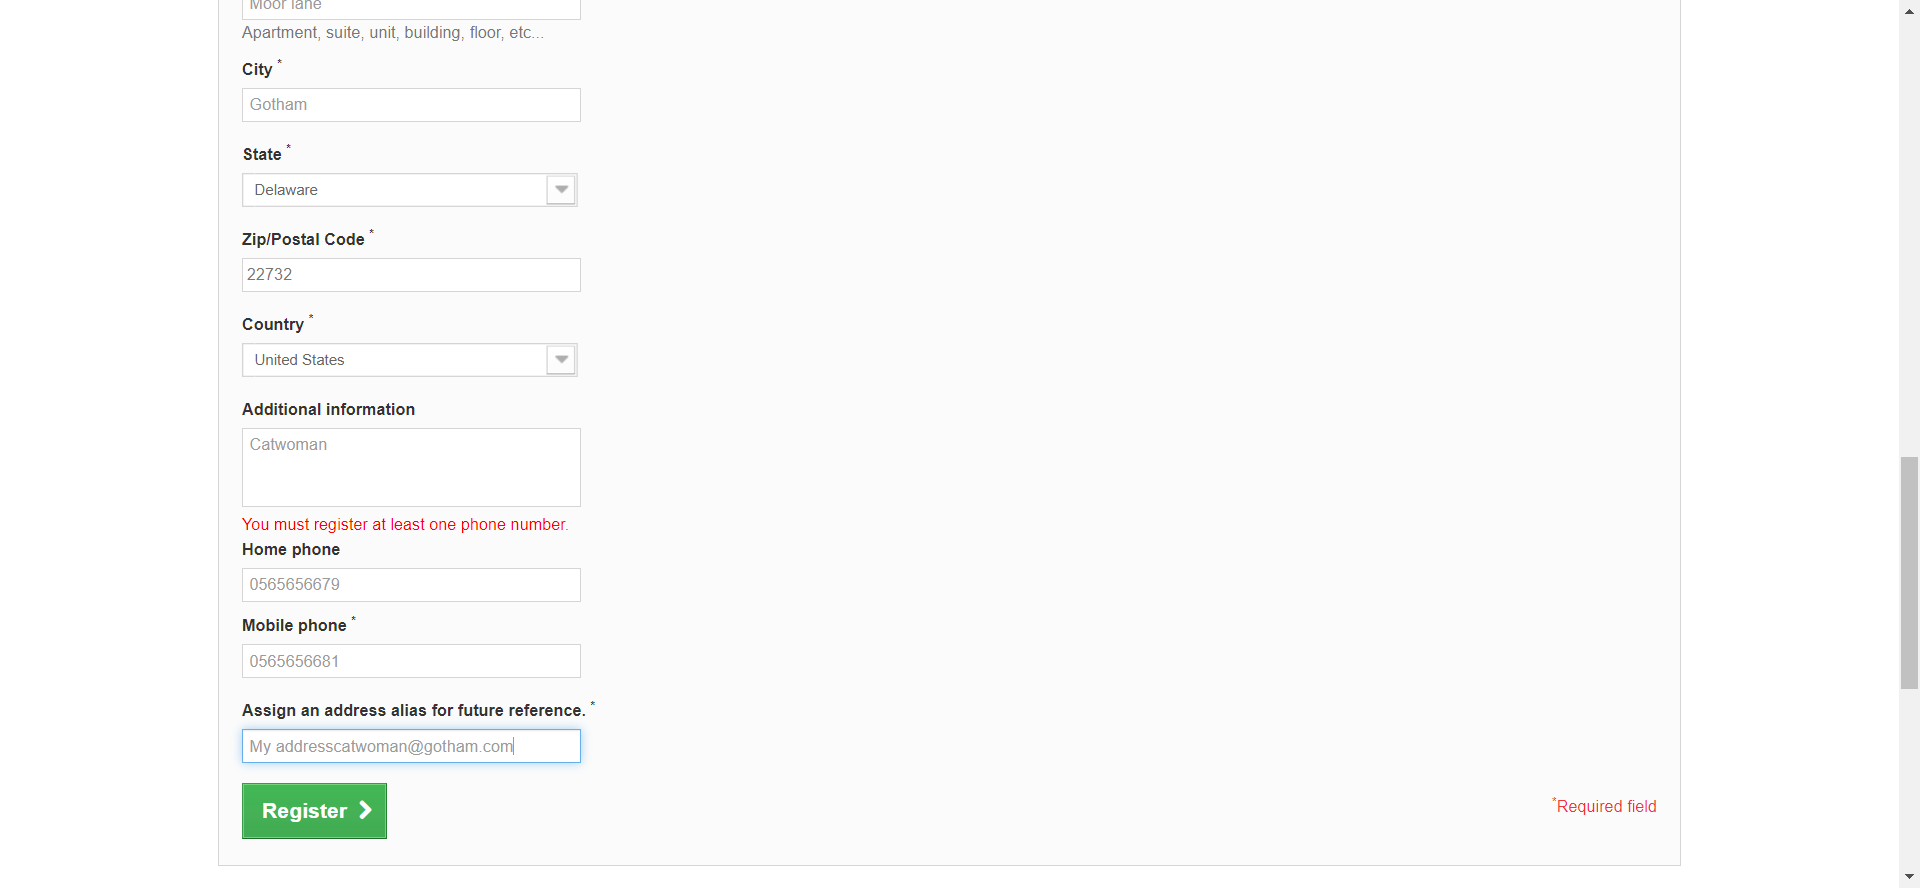 Moor lane
Apartment, suite, unit, building, floor, etc...
City *
Gotham
State *
Delaware
Zip/Postal Code *
22732
Country *
United States
Additional information
Catwoman
You must register at least one phone number.
Home phone
0565656679
Mobile phone *
0565656681
Assign an address alias for future reference. *
My addresscatwoman@gotham.com
Register
*Required field